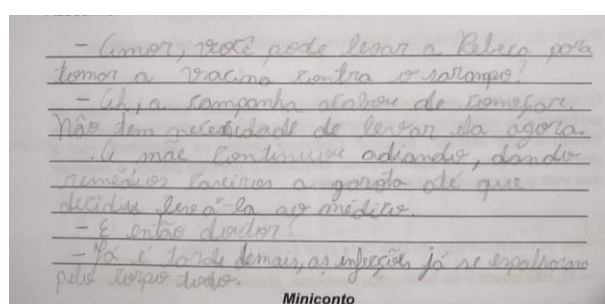 - Amor, você pode levar a Rebeca para
tomar a vacina contra o sarampo?
- Ah, a campanha acabou de começar.
Não tem necessidade de levar ela agora.
A mãe continuou adiando, dando
remédios caseiros a garota até que
decidiu levá-la ao médico.
- E então doutor?
- Já é tarde demais, as infecções já se espalharam
pelo corpo todo.
Miniconto